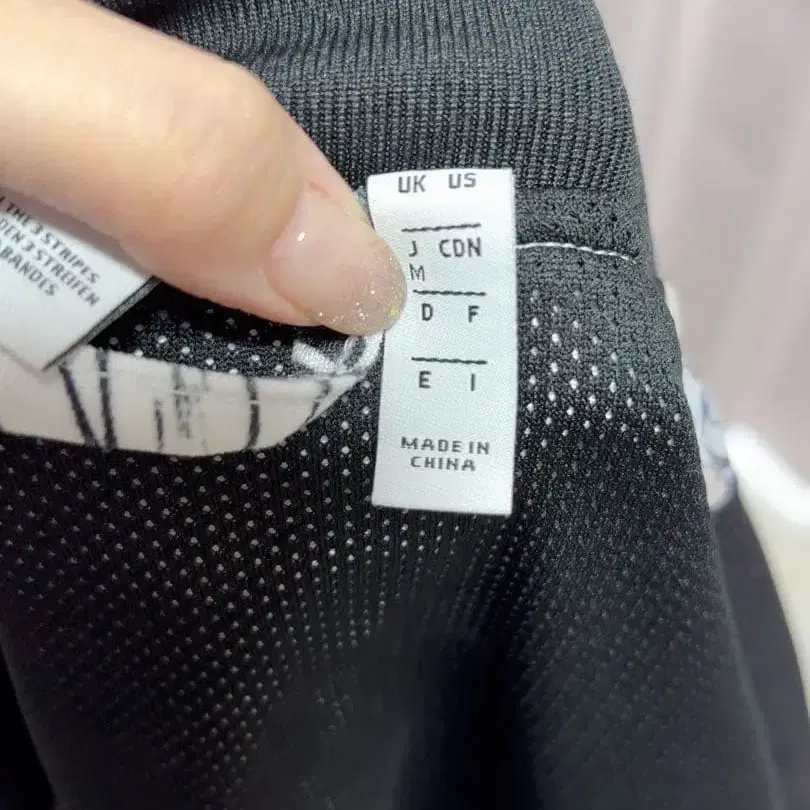 THE 3 STRIPES
DEN 3 STREIFEN
BANDES
UK US
J CDN
M
D F
E I
MADE IN
CHINA